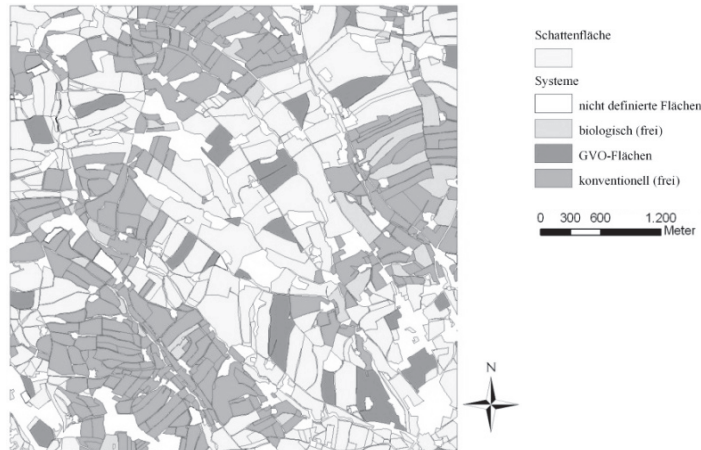 Schattenfläche
Systeme
nicht definierte Flächen
biologisch (frei)
GVO-Flächen
konventionell (frei)
0 300 600 1.200
Meter
N